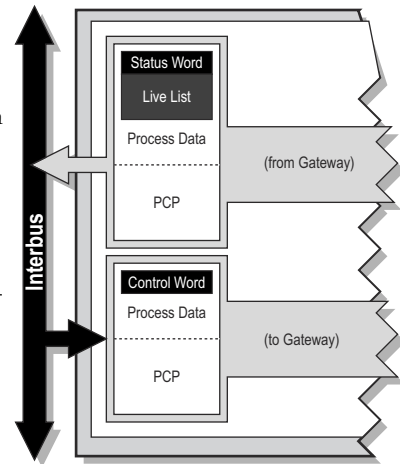 Status Word
Live List
Process Data
(from Gateway)
PCP
Interbus
Control Word
Process Data
(to Gateway)
PCP